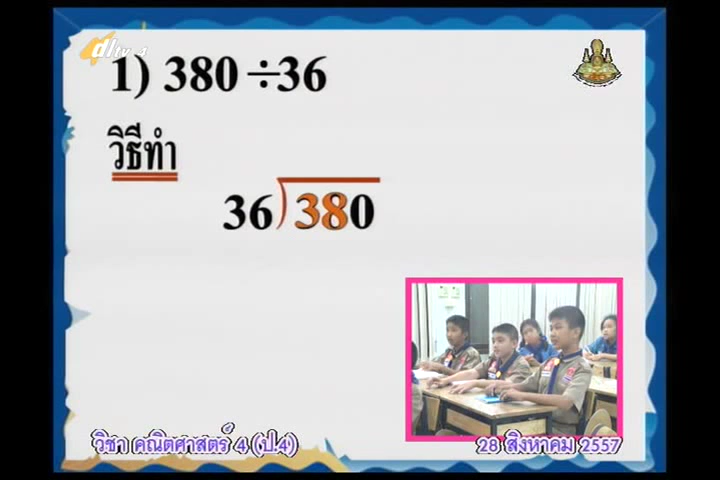 dltv 4
1) 380 ÷36
วิธีทำ
36 380
วิชา คณิตศาสตร์ 4 (ป.4)
28 สิงหาคม 2557